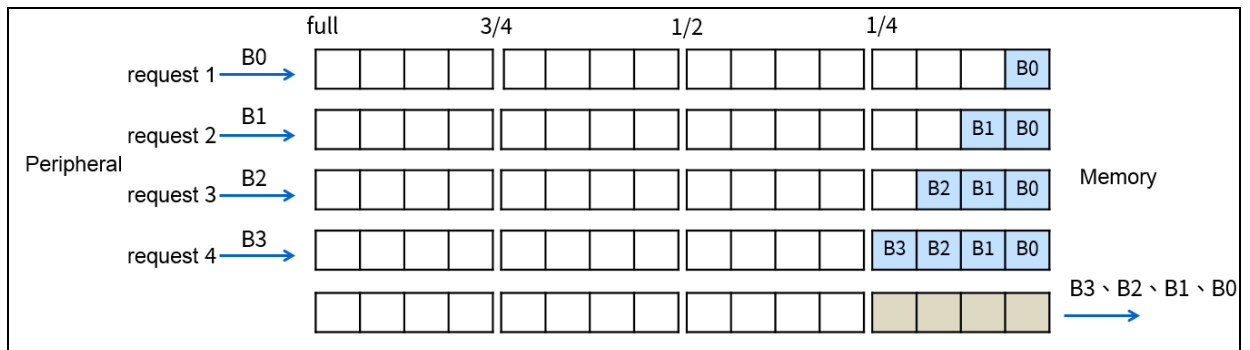 full 3/4 1/2 1/4
B0
request 1 B0
B1
request 2 B1 B0
Peripheral
B2
request 3 B2 B1 B0
Memory
B3
request 4 B3 B2 B1 B0
B3、B2、B1、B0